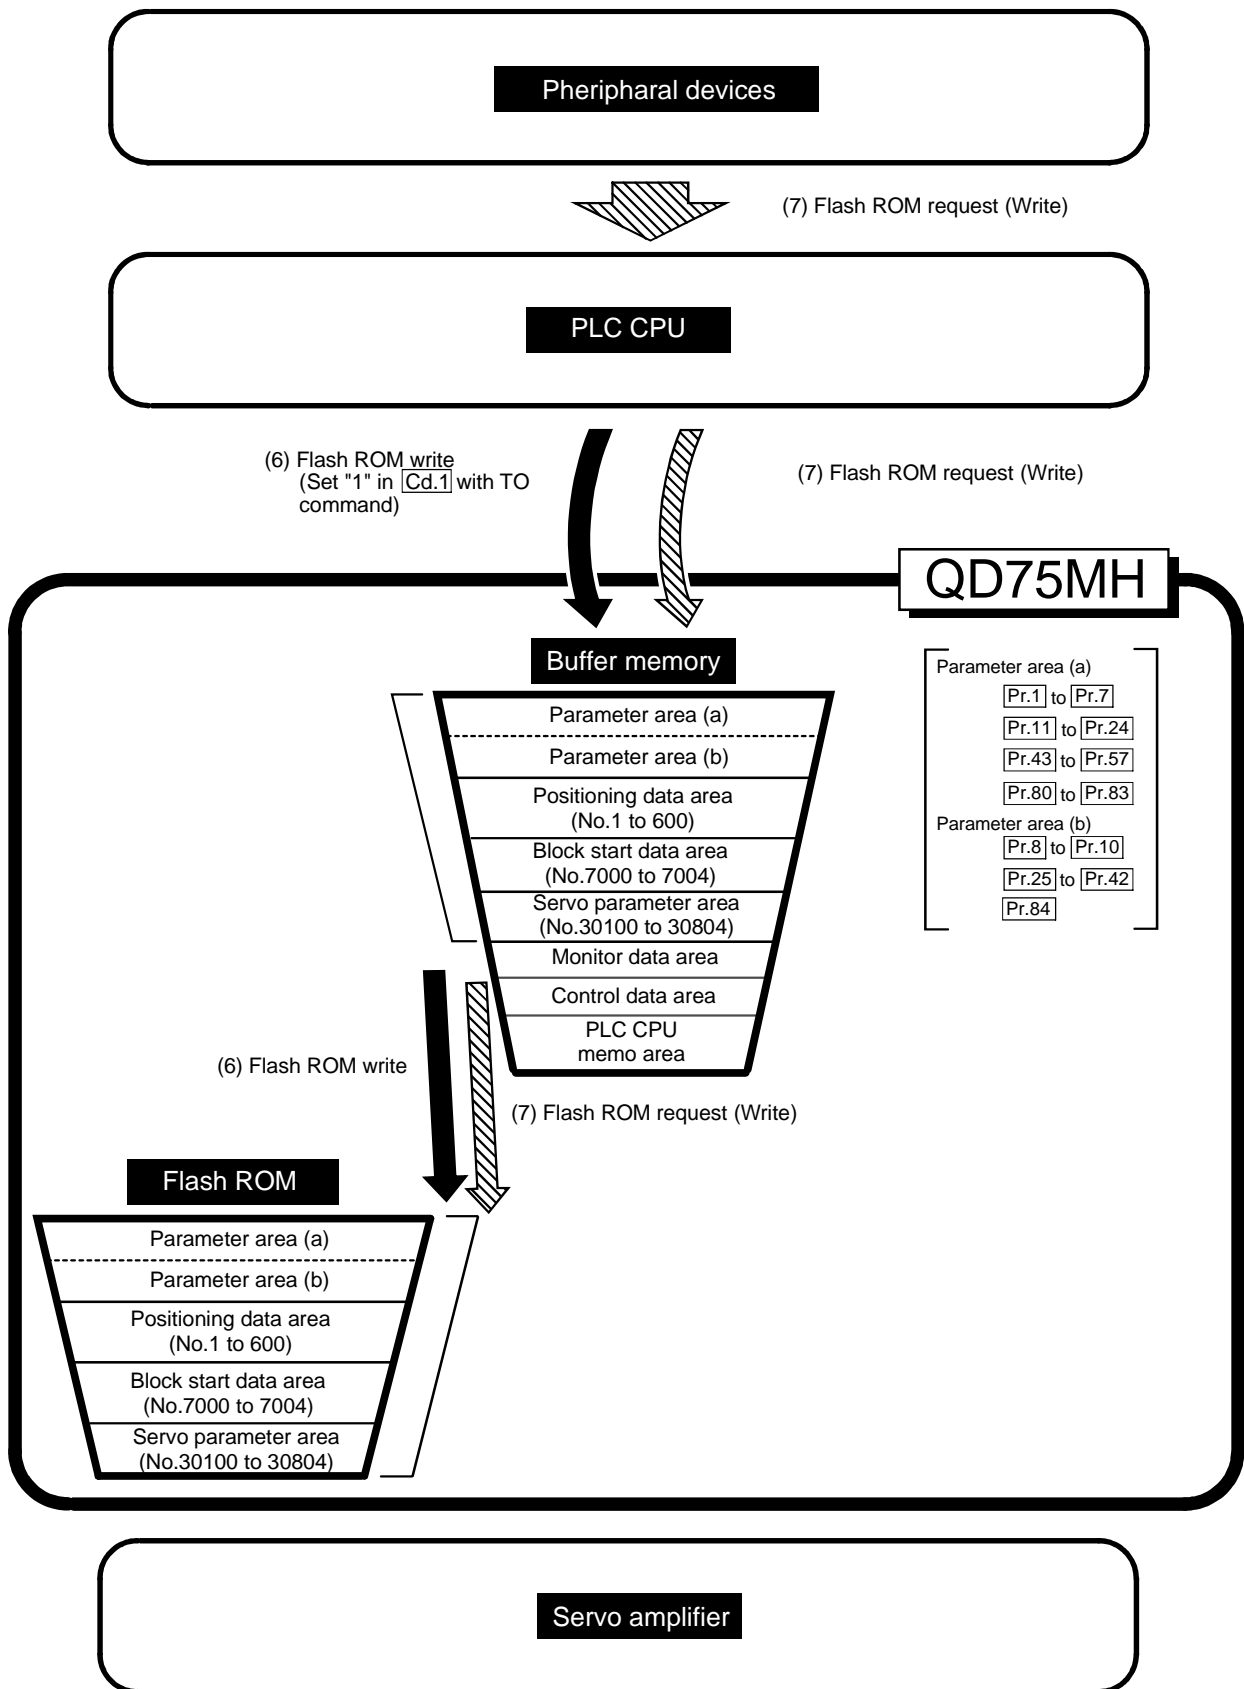 Pheripharal devices
(7) Flash ROM request (Write)
PLC CPU
(6) Flash ROM write
(Set "1" in Cd.1 with TO
command)
(7) Flash ROM request (Write)
QD75MH
Buffer memory
Parameter area (a)
Parameter area (b)
Positioning data area
(No.1 to 600)
Block start data area
(No.7000 to 7004)
Servo parameter area
(No.30100 to 30804)
Monitor data area
Control data area
PLC CPU
memo area
Parameter area (a)
Pr.1 to Pr.7
Pr.11 to Pr.24
Pr.43 to Pr.57
Pr.80 to Pr.83
Parameter area (b)
Pr.8 to Pr.10
Pr.25 to Pr.42
Pr.84
(6) Flash ROM write
(7) Flash ROM request (Write)
Flash ROM
Parameter area (a)
Parameter area (b)
Positioning data area
(No.1 to 600)
Block start data area
(No.7000 to 7004)
Servo parameter area
(No.30100 to 30804)
Servo amplifier